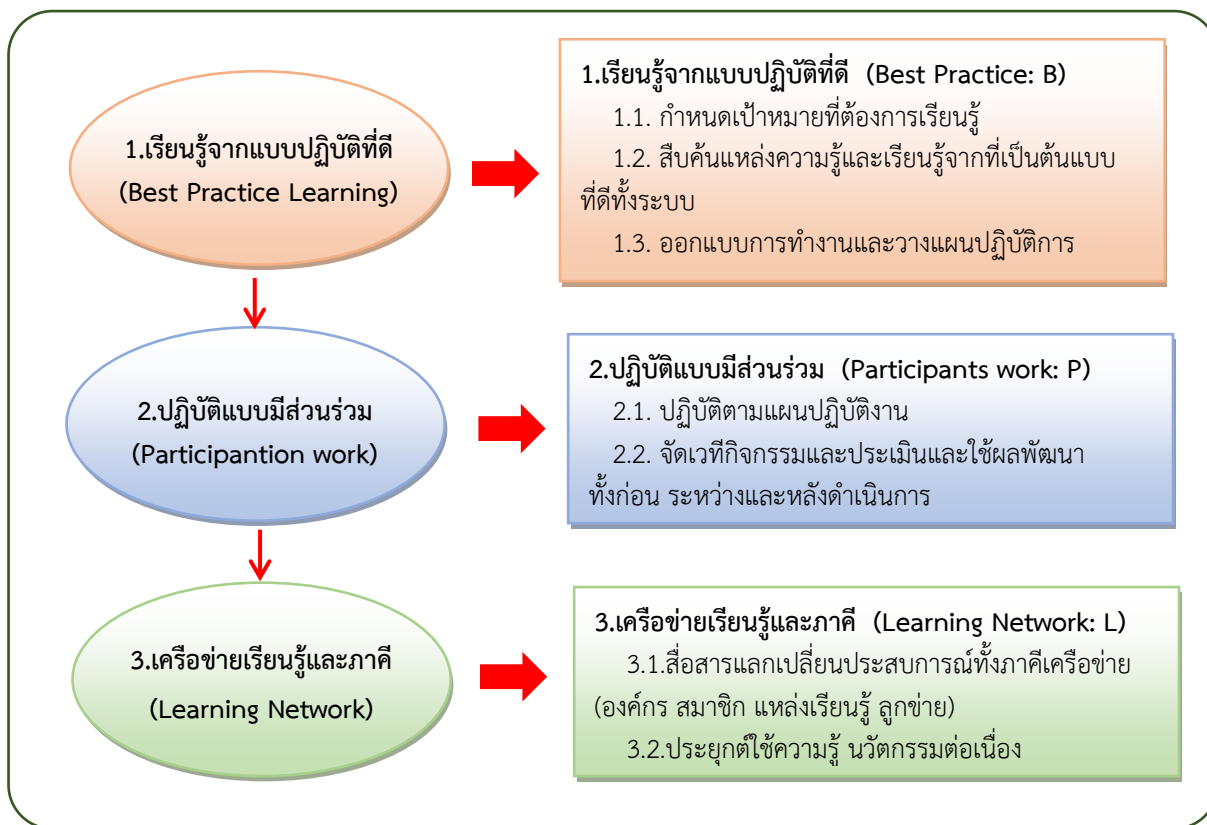 1.เรียนรู้จากแบบปฏิบัติที่ดี
(Best Practice Learning)
1.เรียนรู้จากแบบปฏิบัติที่ดี (Best Practice: B)
1.1. กำหนดเป้าหมายที่ต้องการเรียนรู้
1.2. สืบค้นแหล่งความรู้และเรียนรู้จากที่เป็นต้นแบบ
ที่ดีทั้งระบบ
1.3. ออกแบบการทำงานและวางแผนปฏิบัติการ
2.ปฏิบัติแบบมีส่วนร่วม
(Participantion work)
2.ปฏิบัติแบบมีส่วนร่วม (Participants work: P)
2.1. ปฏิบัติตามแผนปฏิบัติงาน
2.2. จัดเวทีกิจกรรมและประเมินและใช้ผลพัฒนา
ทั้งก่อน ระหว่างและหลังดำเนินการ
3.เครือข่ายเรียนรู้และภาคี
(Learning Network)
3.เครือข่ายเรียนรู้และภาคี (Learning Network: L)
3.1.สื่อสารแลกเปลี่ยนประสบการณ์ทั้งภาคีเครือข่าย
(องค์กร สมาชิก แหล่งเรียนรู้ ลูกข่าย)
3.2.ประยุกต์ใช้ความรู้ นวัตกรรมต่อเนื่อง